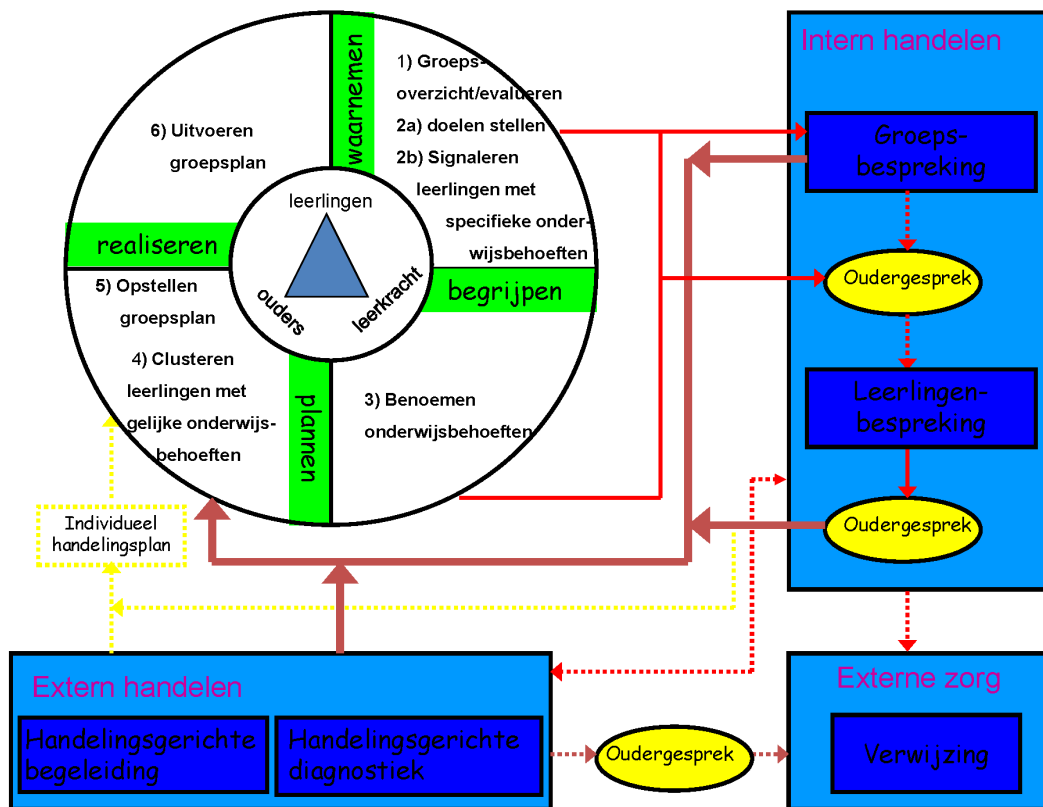 waarnemen
1) Groeps-
overzicht/evalueren
2a) doelen stellen
2b) Signaleren
leerlingen met
specifieke onder-
wijsbehoeften
begrijpen
3) Benoemen
onderwijsbehoeften
plannen
4) Clusteren
leerlingen met
gelijke onderwijs-
behoeften
5) Opstellen
groepsplan
realiseren
6) Uitvoeren
groepsplan
leerlingen
ouders
leerkracht
Intern handelen
Groeps-
bespreking
Oudergesprek
Leerlingen-
bespreking
Oudergesprek
Individueel
handelingsplan
Extern handelen
Handelingsgerichte
begeleiding
Handelingsgerichte
diagnostiek
Oudergesprek
Externe zorg
Verwijzing